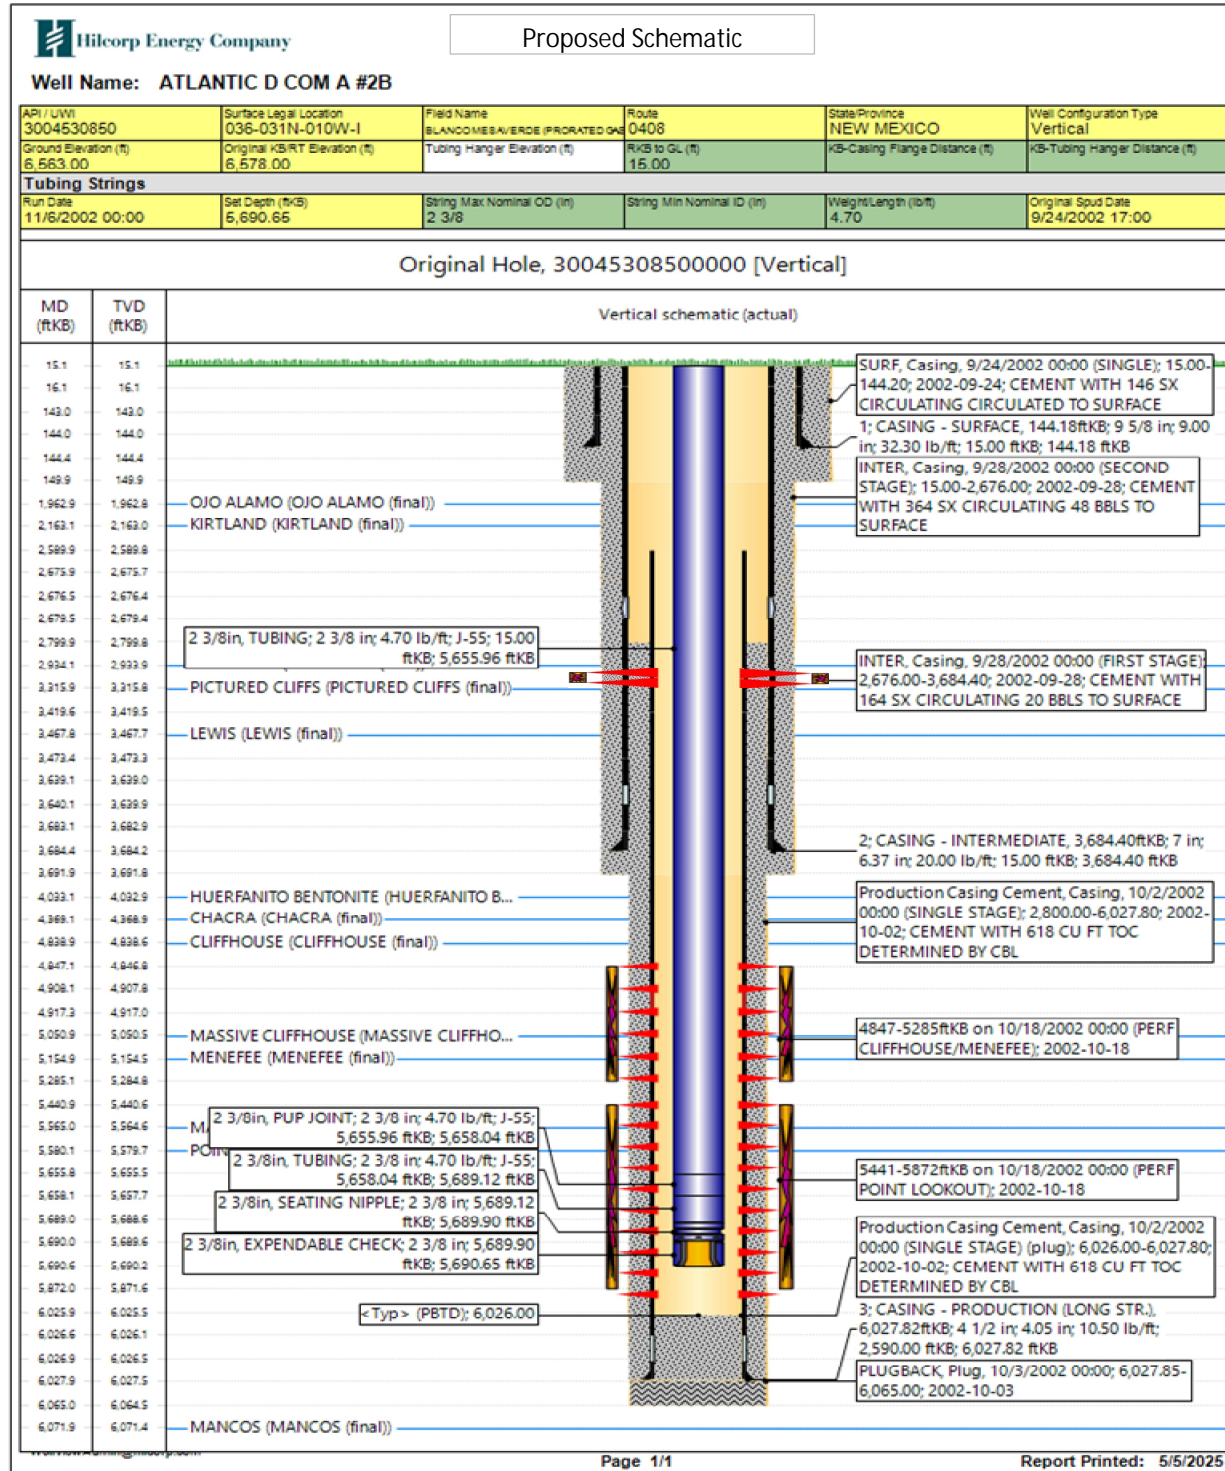 Hilcorp Energy Company
Proposed Schematic
Well Name: ATLANTIC D COM A #2B
API / UWI
3004530850
Surface Legal Location
036-031N-010W-I
Field Name
BLANCO MESAVERDE (PRORATED GAS
Route
0408
State/Province
NEW MEXICO
Well Configuration Type
Vertical
Ground Elevation (ft)
6,563.00
Original KB/RT Elevation (ft)
6,578.00
Tubing Hanger Elevation (ft)
RKB to GL (ft)
15.00
KB-Casing Flange Distance (ft)
KB-Tubing Hanger Distance (ft)
Tubing Strings
Run Date
11/6/2002 00:00
Set Depth (ftKB)
5,690.65
String Max Nominal OD (in)
2 3/8
String Min Nominal ID (in)
Weight/Length (lb/ft)
4.70
Original Spud Date
9/24/2002 17:00
Original Hole, 30045308500000 [Vertical]
MD (ftKB)
TVD (ftKB)
Vertical schematic (actual)
15.1 15.1
16.1 16.1
143.0 143.0
144.0 144.0
144.4 144.4
149.9 149.9
1,962.9 1,962.8
2,163.1 2,163.0
2,589.9 2,589.8
2,675.9 2,675.7
2,676.5 2,676.4
2,679.5 2,679.4
2,799.9 2,799.8
2,934.1 2,933.9
3,315.9 3,315.8
3,419.6 3,419.5
3,467.8 3,467.7
3,473.4 3,473.3
3,639.1 3,639.0
3,640.1 3,639.9
3,683.1 3,682.9
3,684.4 3,684.2
3,691.9 3,691.8
4,033.1 4,032.9
4,369.1 4,368.9
4,838.9 4,838.6
4,847.1 4,846.8
4,908.1 4,907.8
4,917.3 4,917.0
5,050.9 5,050.5
5,154.9 5,154.5
5,285.1 5,284.8
5,440.9 5,440.6
5,565.0 5,564.6
5,580.1 5,579.7
5,655.8 5,655.5
5,658.1 5,657.7
5,689.0 5,688.6
5,690.0 5,689.6
5,690.6 5,690.2
5,872.0 5,871.6
6,025.9 6,025.5
6,026.6 6,026.1
6,026.9 6,026.5
6,027.9 6,027.5
6,065.0 6,064.5
6,071.9 6,071.4
OJO ALAMO (OJO ALAMO (final))
KIRTLAND (KIRTLAND (final))
2 3/8in, TUBING; 2 3/8 in; 4.70 lb/ft; J-55; 15.00
ftKB; 5,655.96 ftKB
PICTURED CLIFFS (PICTURED CLIFFS (final))
LEWIS (LEWIS (final))
HUERFANITO BENTONITE (HUERFANITO B...
CHACRA (CHACRA (final))
CLIFFHOUSE (CLIFFHOUSE (final))
MASSIVE CLIFFHOUSE (MASSIVE CLIFFHO...
MENEFEE (MENEFEE (final))
2 3/8in, PUP JOINT; 2 3/8 in; 4.70 lb/ft; J-55;
5,655.96 ftKB; 5,658.04 ftKB
2 3/8in, TUBING; 2 3/8 in; 4.70 lb/ft; J-55;
5,658.04 ftKB; 5,689.12 ftKB
2 3/8in, SEATING NIPPLE; 2 3/8 in; 5,689.12
ftKB; 5,689.90 ftKB
2 3/8in, EXPENDABLE CHECK; 2 3/8 in; 5,689.90
ftKB; 5,690.65 ftKB
<Typ> (PBTD); 6,026.00
MANCOS (MANCOS (final))
SURF, Casing, 9/24/2002 00:00 (SINGLE); 15.00-
144.20; 2002-09-24; CEMENT WITH 146 SX
CIRCULATING CIRCULATED TO SURFACE
1; CASING - SURFACE, 144.18ftKB; 9 5/8 in; 9.00
in; 32.30 lb/ft; 15.00 ftKB; 144.18 ftKB
INTER, Casing, 9/28/2002 00:00 (SECOND
STAGE); 15.00-2,676.00; 2002-09-28; CEMENT
WITH 364 SX CIRCULATING 48 BBLS TO
SURFACE
INTER, Casing, 9/28/2002 00:00 (FIRST STAGE);
2,676.00-3,684.40; 2002-09-28; CEMENT WITH
164 SX CIRCULATING 20 BBLS TO SURFACE
2; CASING - INTERMEDIATE, 3,684.40ftKB; 7 in;
6.37 in; 20.00 lb/ft; 15.00 ftKB; 3,684.40 ftKB
Production Casing Cement, Casing, 10/2/2002
00:00 (SINGLE STAGE); 2,800.00-6,027.80; 2002-
10-02; CEMENT WITH 618 CU FT TOC
DETERMINED BY CBL
4847-5285ftKB on 10/18/2002 00:00 (PERF
CLIFFHOUSE/MENEFEE); 2002-10-18
5441-5872ftKB on 10/18/2002 00:00 (PERF
POINT LOOKOUT); 2002-10-18
Production Casing Cement, Casing, 10/2/2002
00:00 (SINGLE STAGE) (plug); 6,026.00-6,027.80;
2002-10-02; CEMENT WITH 618 CU FT TOC
DETERMINED BY CBL
3; CASING - PRODUCTION (LONG STR.),
6,027.82ftKB; 4 1/2 in; 4.05 in; 10.50 lb/ft;
2,590.00 ftKB; 6,027.82 ftKB
PLUGBACK, Plug, 10/3/2002 00:00; 6,027.85-
6,065.00; 2002-10-03
Page 1/1
Report Printed: 5/5/2025